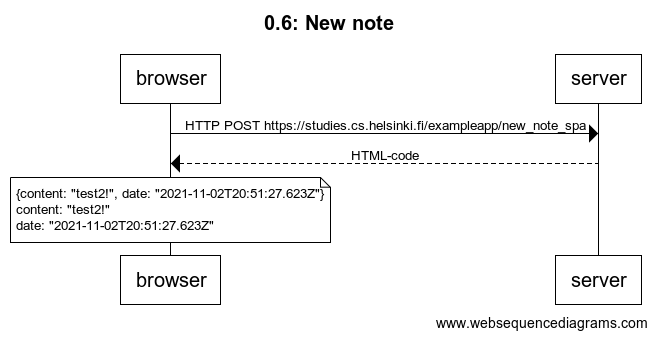 0.6: New note
browser
server
HTTP POST https://studies.cs.helsinki.fi/exampleapp/new_note_spa
HTML-code
{content: "test2!", date: "2021-11-02T20:51:27.623Z"}
content: "test2!"
date: "2021-11-02T20:51:27.623Z"
browser
server
www.websequencediagrams.com